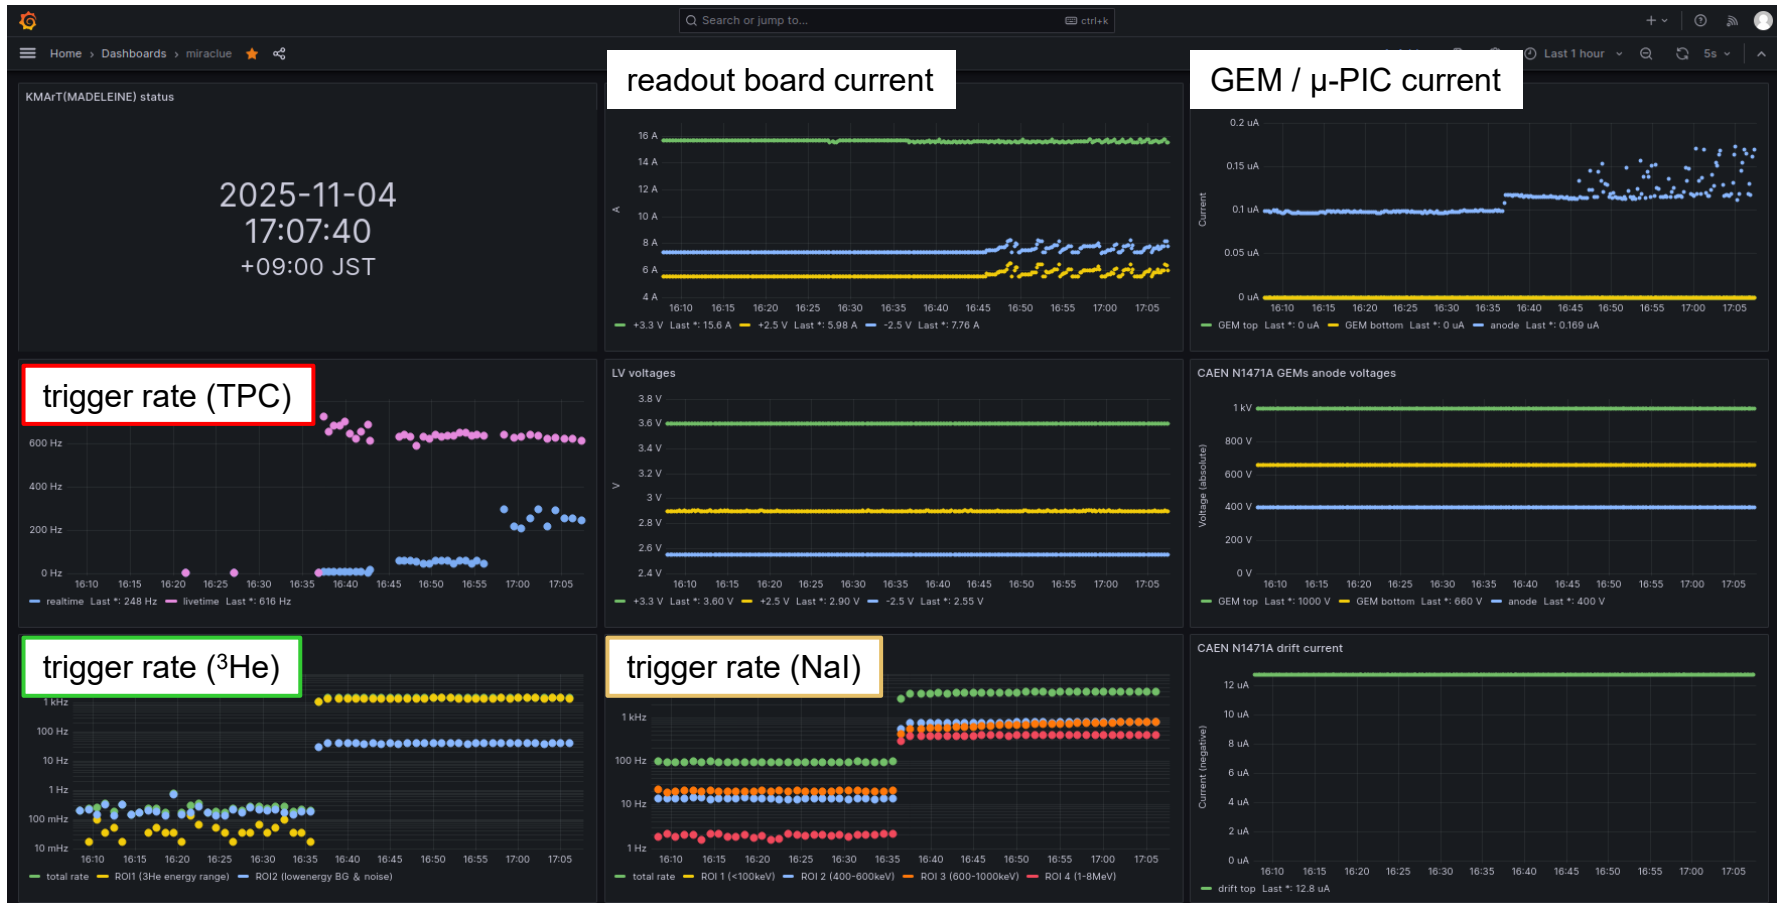 Search or jump to...
ctrl+k
Home › Dashboards › miraclue
Last 1 hour
5s
KMArT(MADELEINE) status
2025-11-04
17:07:40
+09:00 JST
readout board current
16 A
14 A
12 A
10 A
8 A
6 A
4 A
A
16:10 16:15 16:20 16:25 16:30 16:35 16:40 16:45 16:50 16:55 17:00 17:05
+3.3 V Last *: 15.6 A +2.5 V Last *: 5.98 A -2.5 V Last *: 7.76 A
GEM / μ-PIC current
0.2 uA
0.15 uA
0.1 uA
0.05 uA
0 uA
Current
16:10 16:15 16:20 16:25 16:30 16:35 16:40 16:45 16:50 16:55 17:00 17:05
GEM top Last *: 0 uA GEM bottom Last *: 0 uA anode Last *: 0.169 uA
trigger rate (TPC)
600 Hz
400 Hz
200 Hz
0 Hz
16:10 16:15 16:20 16:25 16:30 16:35 16:40 16:45 16:50 16:55 17:00 17:05
realtime Last *: 248 Hz livetime Last *: 616 Hz
LV voltages
3.8 V
3.6 V
3.4 V
3.2 V
3 V
2.8 V
2.6 V
2.4 V
V
16:10 16:15 16:20 16:25 16:30 16:35 16:40 16:45 16:50 16:55 17:00 17:05
+3.3 V Last *: 3.60 V +2.5 V Last *: 2.90 V -2.5 V Last *: 2.55 V
CAEN N1471A GEMs anode voltages
1 kV
800 V
600 V
400 V
200 V
0 V
Voltage (absolute)
16:10 16:15 16:20 16:25 16:30 16:35 16:40 16:45 16:50 16:55 17:00 17:05
GEM top Last *: 1000 V GEM bottom Last *: 660 V anode Last *: 400 V
trigger rate (³He)
1 kHz
100 Hz
10 Hz
1 Hz
100 mHz
10 mHz
16:10 16:15 16:20 16:25 16:30 16:35 16:40 16:45 16:50 16:55 17:00 17:05
total rate ROI1 (3He energy range) ROI2 (lowenergy BG & noise)
trigger rate (NaI)
1 kHz
100 Hz
10 Hz
1 Hz
16:10 16:15 16:20 16:25 16:30 16:35 16:40 16:45 16:50 16:55 17:00 17:05
total rate ROI 1 (<100keV) ROI 2 (400-600keV) ROI 3 (600-1000keV) ROI 4 (1-8MeV)
CAEN N1471A drift current
12 uA
10 uA
8 uA
6 uA
4 uA
2 uA
0 uA
Current (negative)
16:10 16:15 16:20 16:25 16:30 16:35 16:40 16:45 16:50 16:55 17:00 17:05
drift top Last *: 12.8 uA